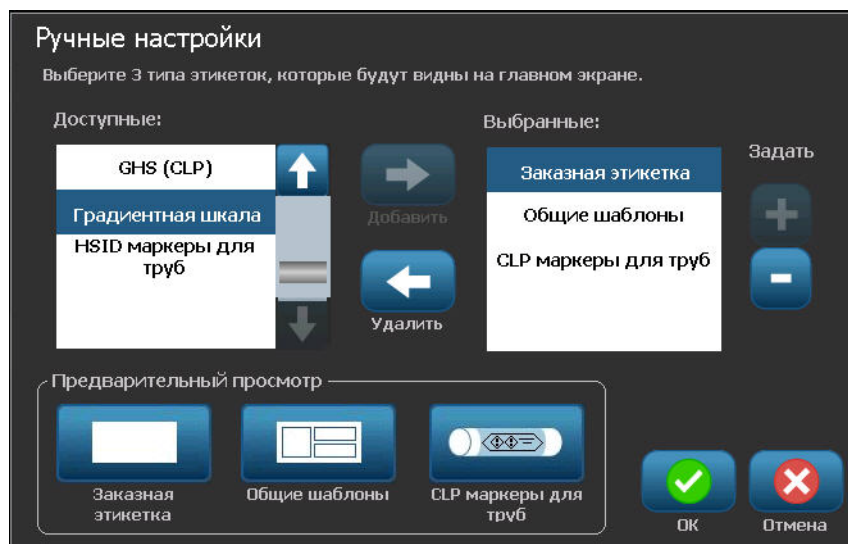 Ручные настройки
Выберите 3 типа этикеток, которые будут видны на главном экране.
Доступные:
GHS (CLP)
Градиентная шкала
HSID маркеры для
труб
Добавить
Удалить
Выбранные:
Заказная этикетка
Общие шаблоны
CLP маркеры для труб
Задать
Предварительный просмотр
Заказная
этикетка
Общие шаблоны
CLP маркеры для
труб
OK
Отмена